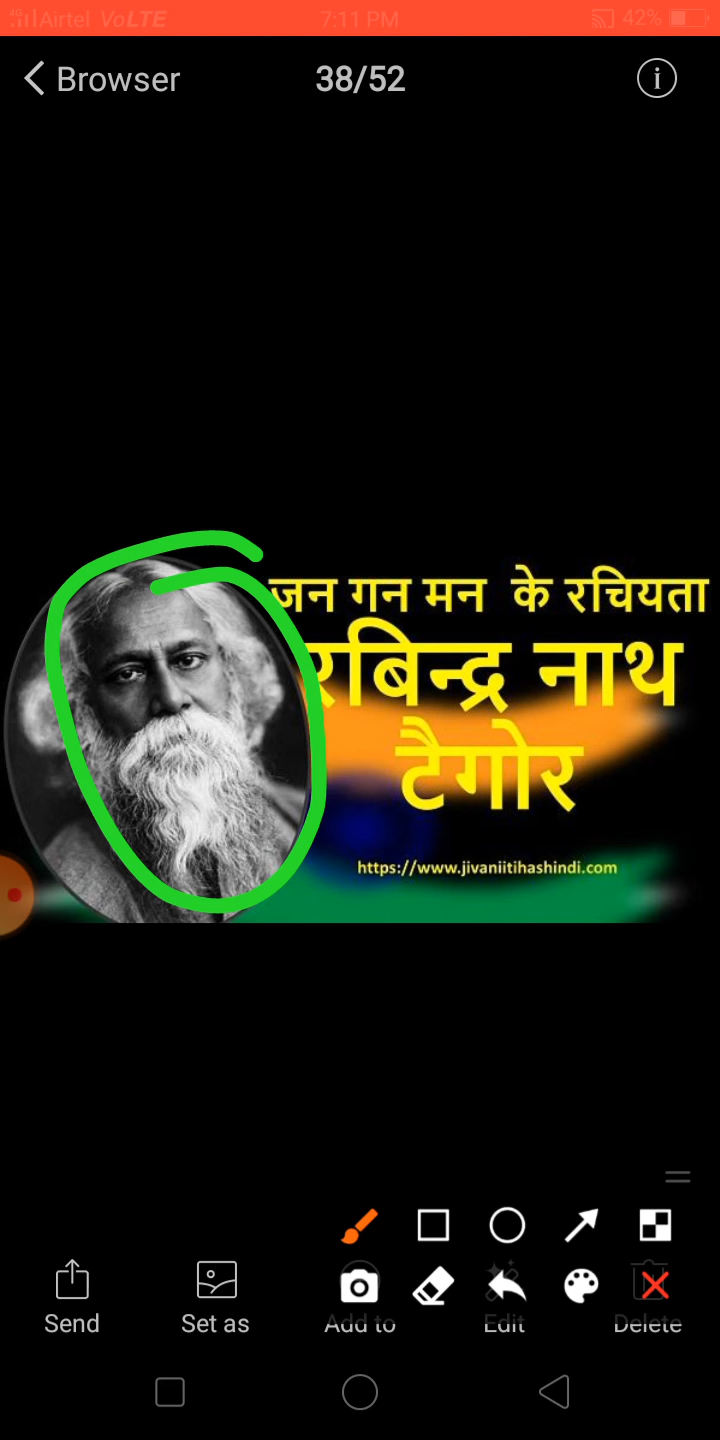 Airtel VoLTE 7:11 PM 42%
Browser 38/52
जन गन मन के रचियता
रबिन्द्र नाथ
टैगोर
https://www.jivaniitihashindi.com
Send Set as Add to Edit Delete